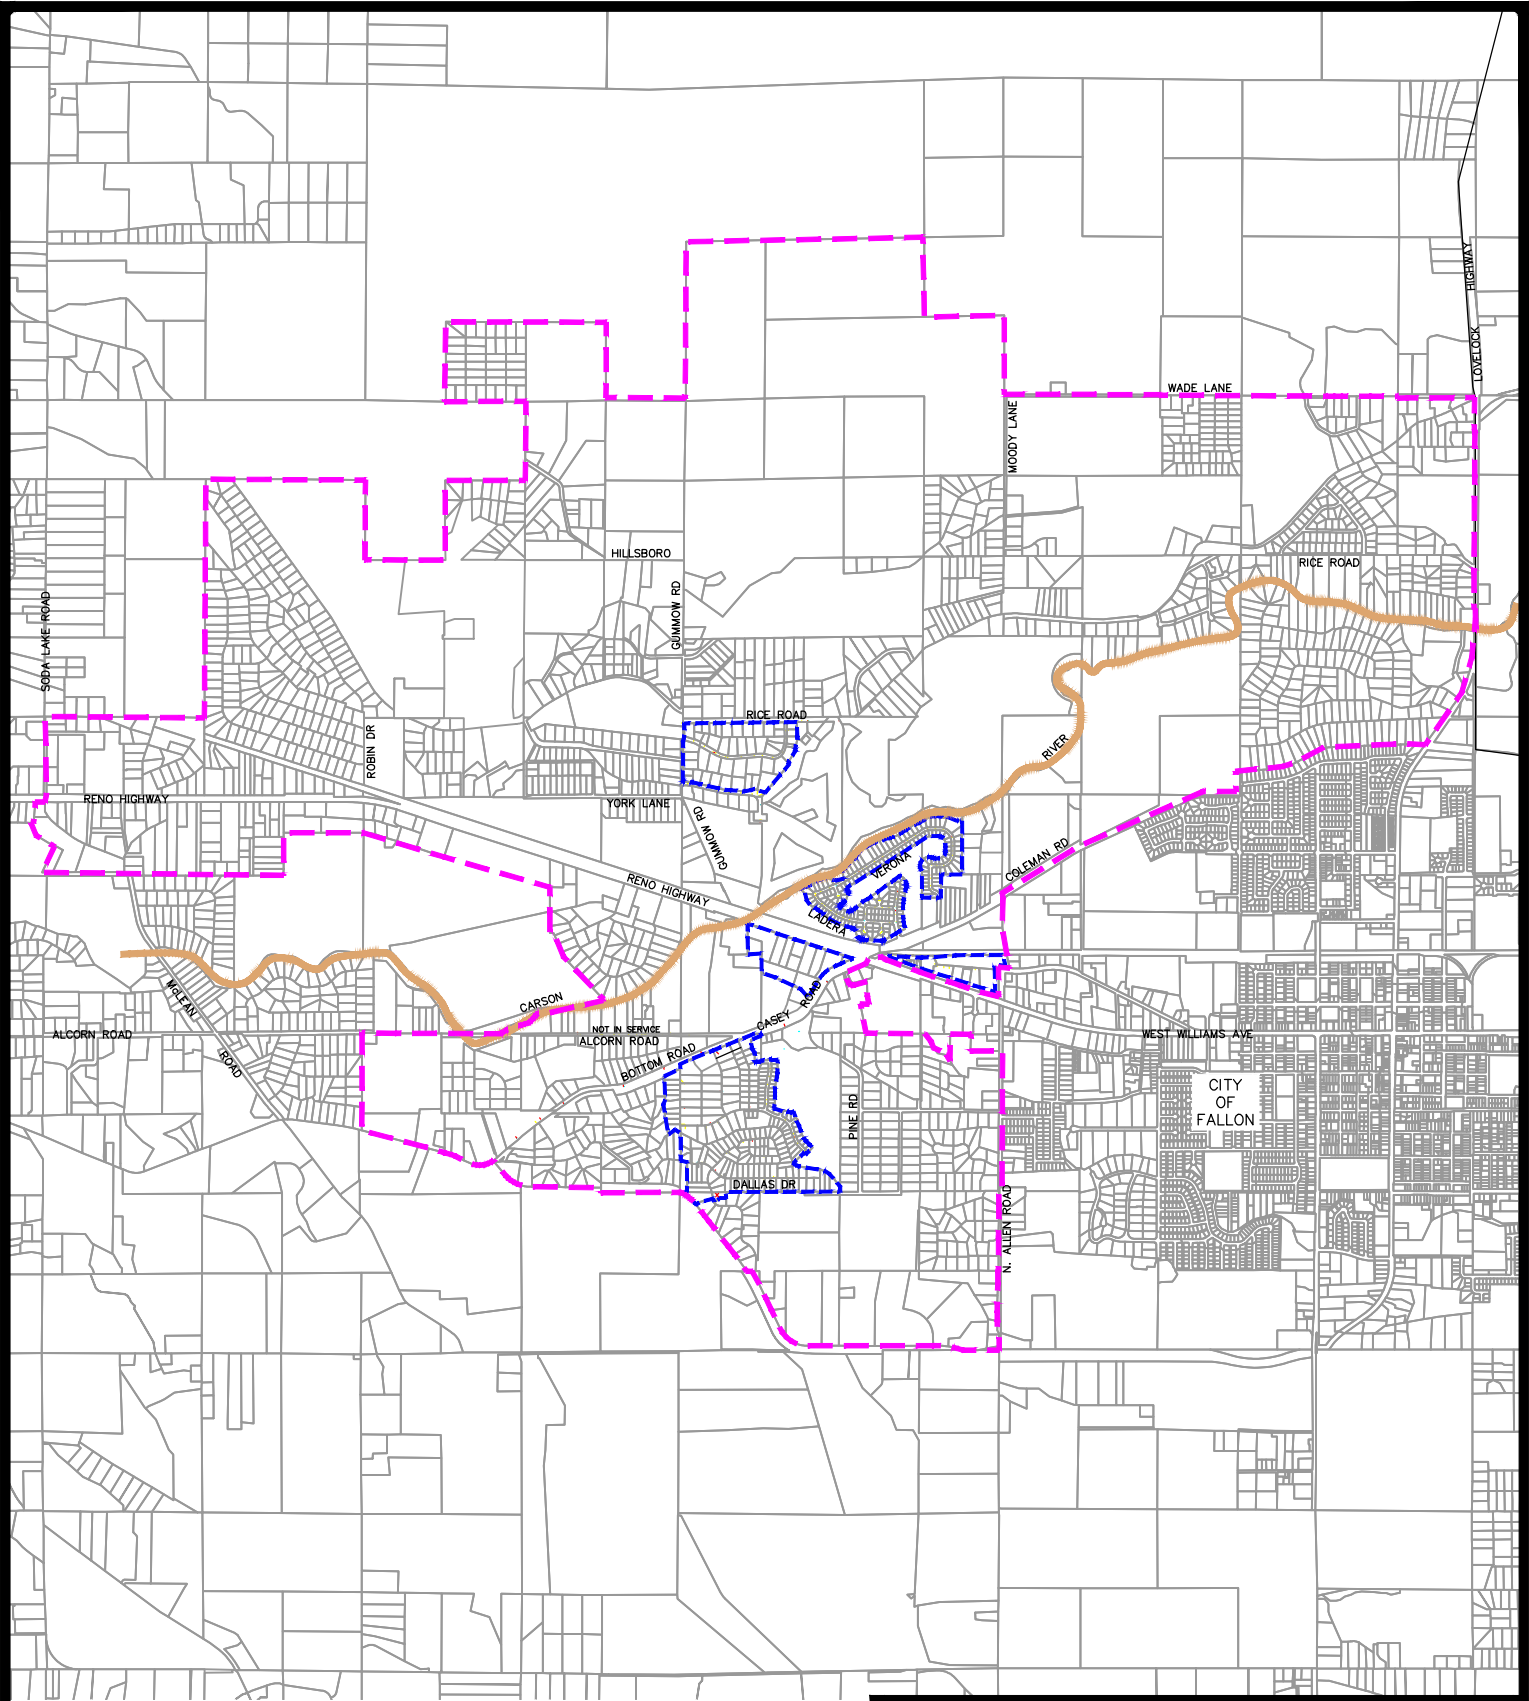 HIGHWAY
LOVELOCK
WADE LANE
MOODY LANE
HILLSBORO
RICE ROAD
GUMMOW RD
SODA LAKE ROAD
RICE ROAD
ROBIN DR
RIVER
RENO HIGHWAY
YORK LANE
GUMMOW RD
COLEMAN RD
VERONA
RENO HIGHWAY
LADERA
McLEAN
ROAD
CARSON
ROAD
CASEY
NOT IN SERVICE
ALCORN ROAD
ALCORN ROAD
WEST WILLIAMS AVE
BOTTOM ROAD
CITY
OF
FALLON
PINE RD
DALLAS DR
N. ALLEN ROAD